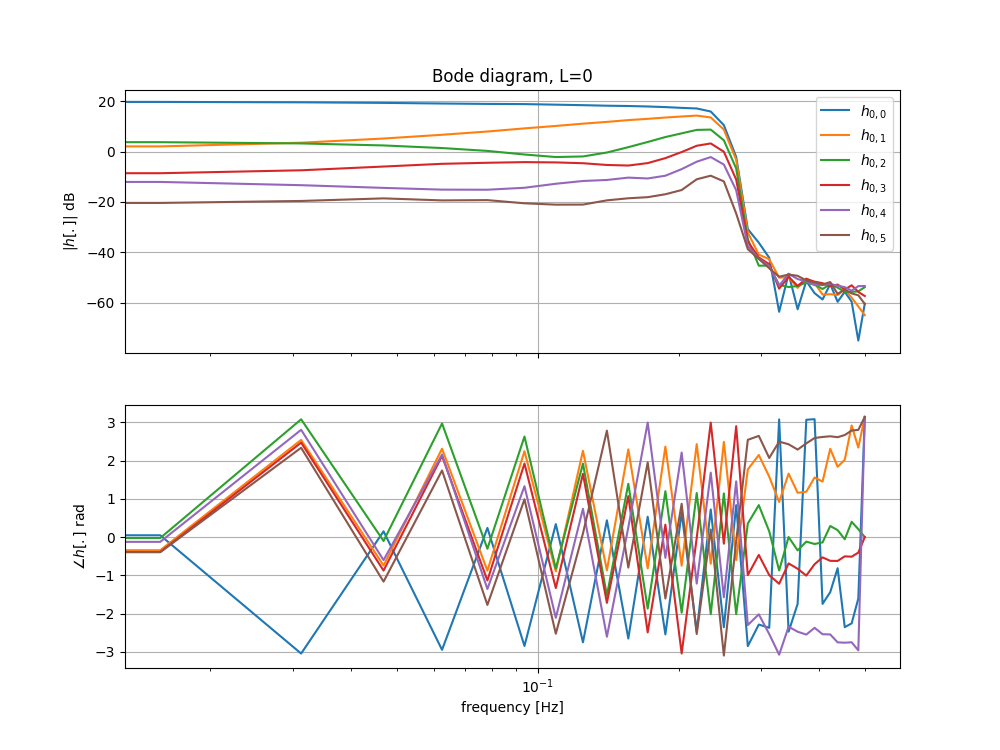 Bode diagram, L=0
|h[.]| dB
20
0
−20
−40
−60
h0,0
h0,1
h0,2
h0,3
h0,4
h0,5
∠h[.] rad
3
2
1
0
−1
−2
−3
10−1
frequency [Hz]